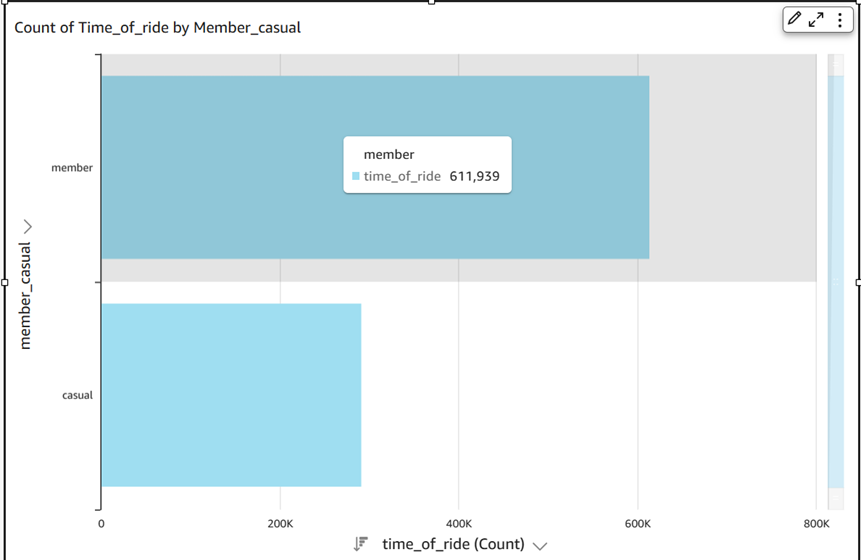 Count of Time_of_ride by Member_casual
member
time_of_ride 611,939
member
casual
member_casual
0 200K 400K 600K 800K
time_of_ride (Count)